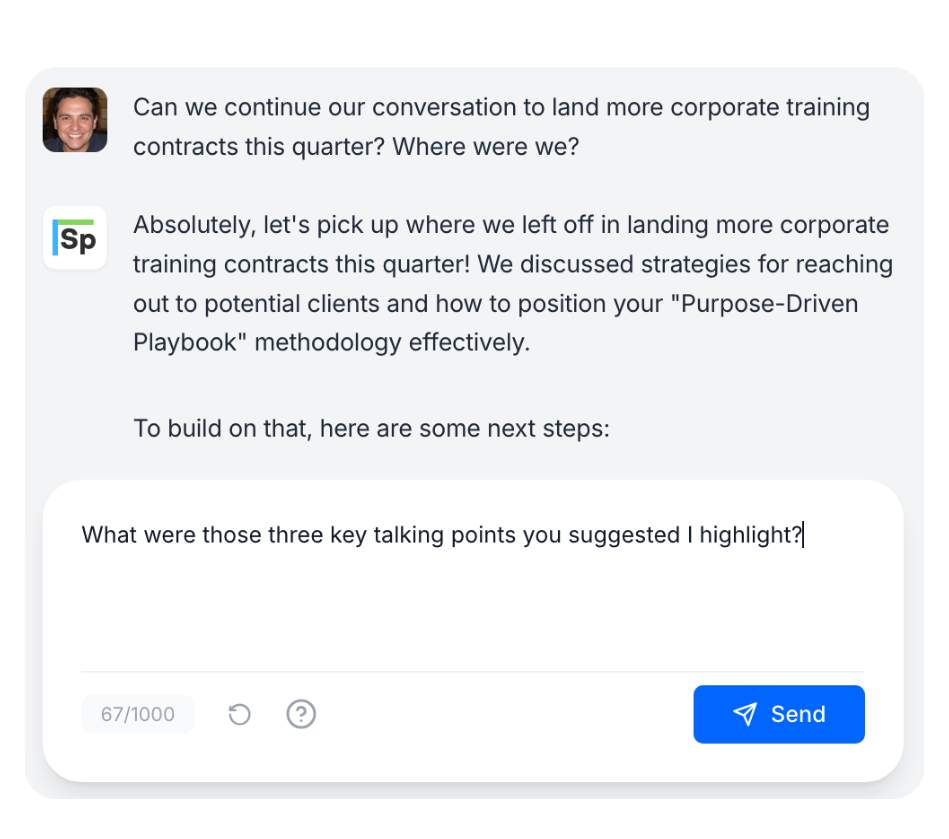 Can we continue our conversation to land more corporate training
contracts this quarter? Where were we?
Sp
Absolutely, let's pick up where we left off in landing more corporate
training contracts this quarter! We discussed strategies for reaching
out to potential clients and how to position your "Purpose-Driven
Playbook" methodology effectively.
To build on that, here are some next steps:
What were those three key talking points you suggested I highlight?
67/1000
?
Send